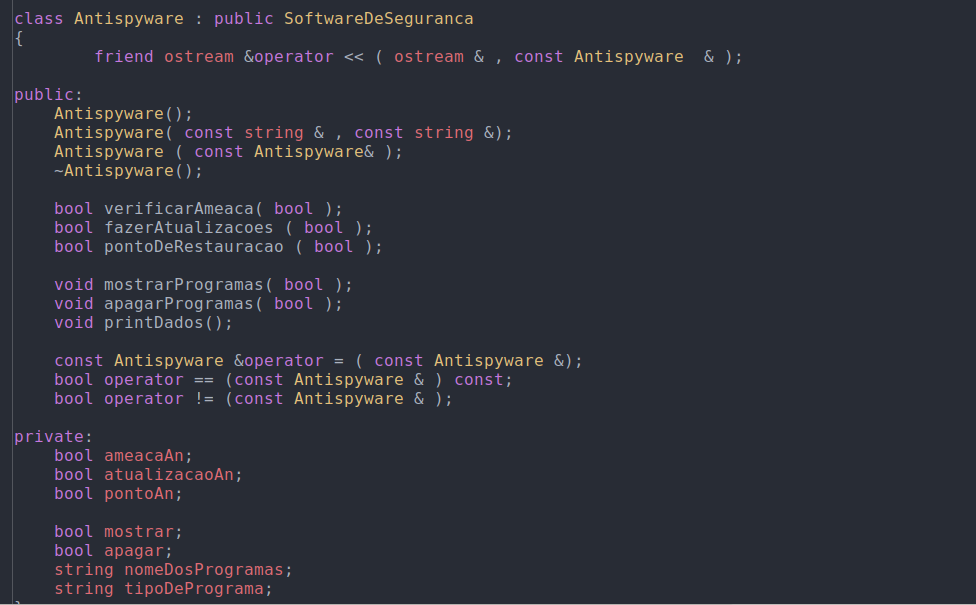 class Antispyware : public SoftwareDeSeguranca
{
        friend ostream &operator << ( ostream & , const Antispyware  & );

public:
    Antispyware();
    Antispyware( const string & , const string &);
    Antispyware ( const Antispyware& );
    ~Antispyware();

    bool verificarAmeaca( bool );
    bool fazerAtualizacoes ( bool );
    bool pontoDeRestauracao ( bool );

    void mostrarProgramas( bool );
    void apagarProgramas( bool );
    void printDados();

    const Antispyware &operator = ( const Antispyware &);
    bool operator == (const Antispyware & ) const;
    bool operator != (const Antispyware & );

private:
    bool ameacaAn;
    bool atualizacaoAn;
    bool pontoAn;

    bool mostrar;
    bool apagar;
    string nomeDosProgramas;
    string tipoDePrograma;